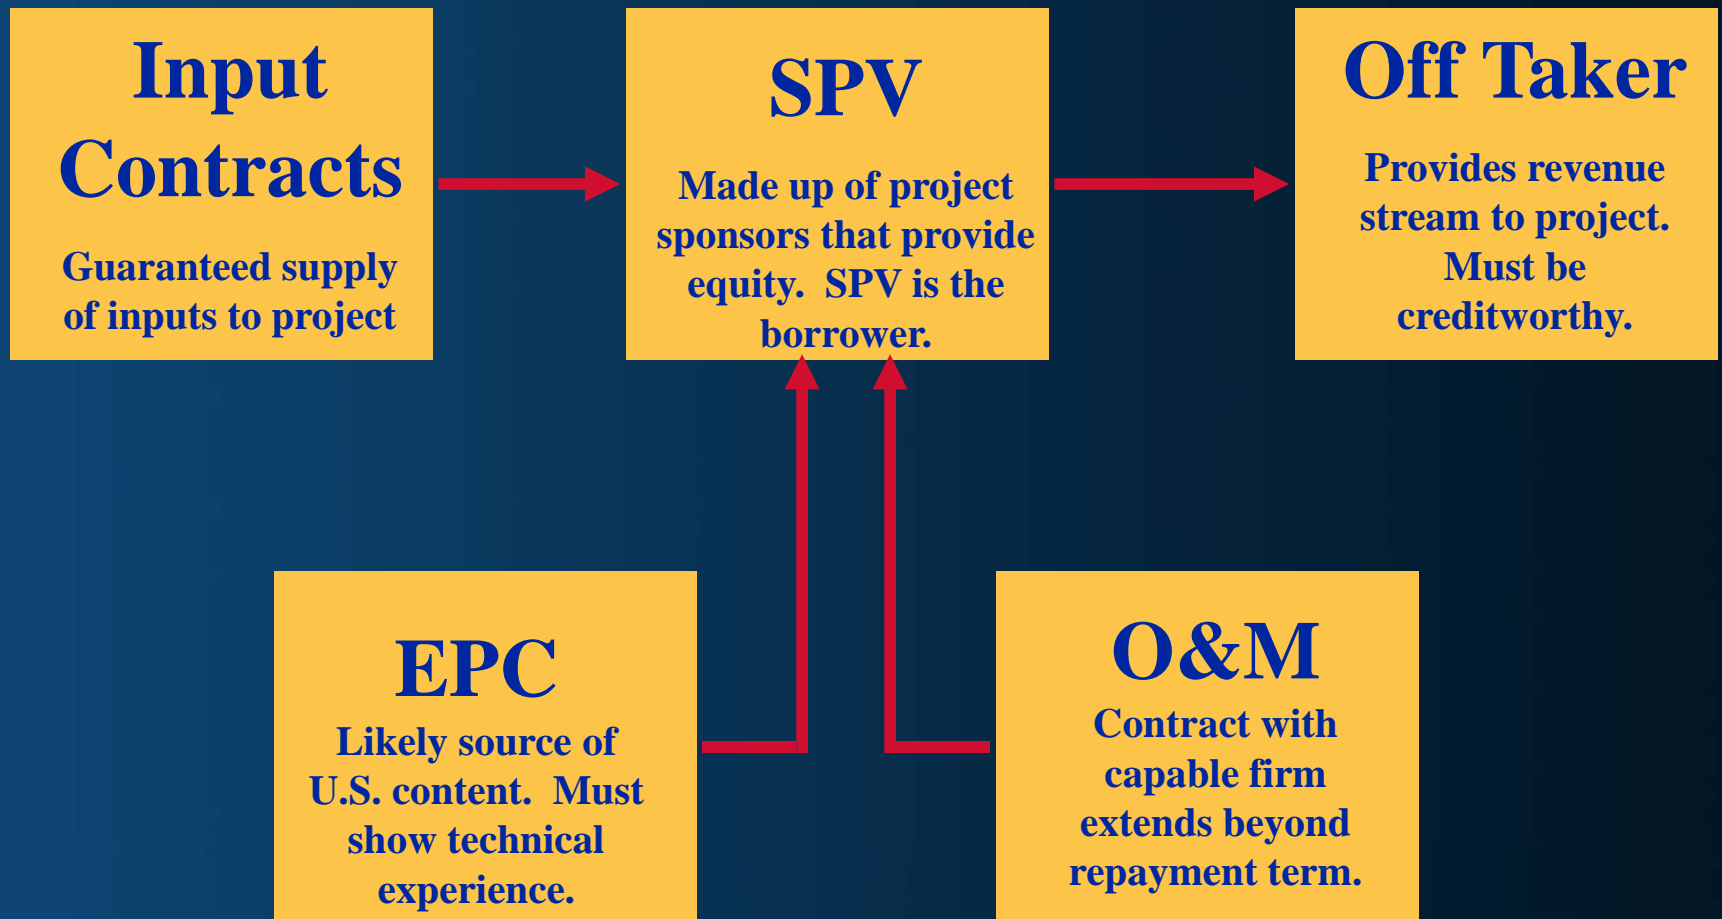 Input
Contracts
Guaranteed supply
of inputs to project
SPV
Made up of project
sponsors that provide
equity.  SPV is the
borrower.
Off Taker
Provides revenue
stream to project.
Must be
creditworthy.
EPC
Likely source of
U.S. content.  Must
show technical
experience.
O&M
Contract with
capable firm
extends beyond
repayment term.